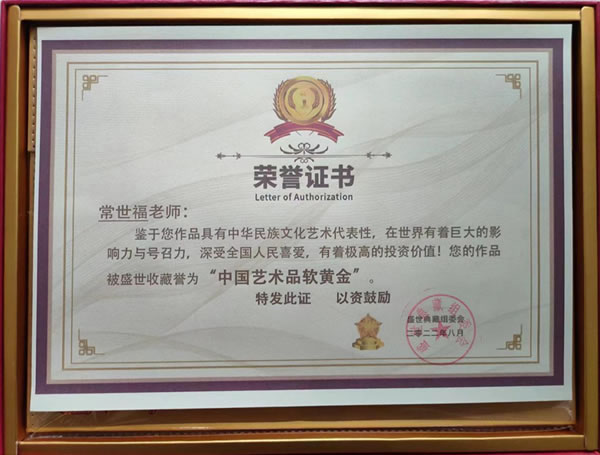 荣誉证书
Letter of Authorization
常世福老师：
鉴于您作品具有中华民族文化艺术代表性，在世界有着巨大的影
响力与号召力，深受全国人民喜爱，有着极高的投资价值！您的作品
被盛世收藏誉为“中国艺术品软黄金”。
特发此证 以资鼓励
盛世典藏组委会
二零二二年八月